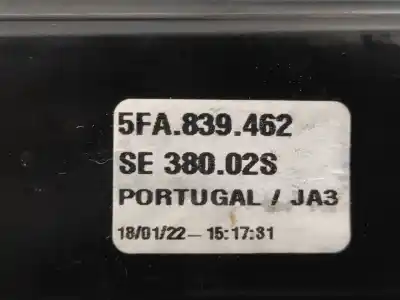 5FA.839.462
SE 380.02S
PORTUGAL / JA3
18/01/22-15:17:31